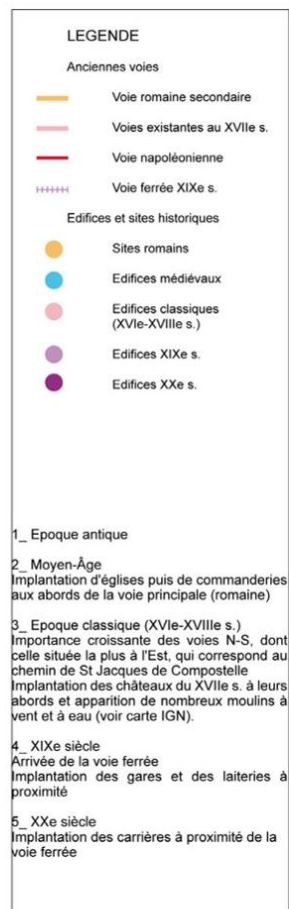 LEGENDE
Anciennes voies
Voie romaine secondaire
Voies existantes au XVIIe s.
Voie napoléonienne
Voie ferrée XIXe s.
Edifices et sites historiques
Sites romains
Edifices médiévaux
Edifices classiques
(XVIe-XVIIIe s.)
Edifices XIXe s.
Edifices XXe s.
1_ Epoque antique
2_ Moyen-Âge
Implantation d'églises puis de commanderies
aux abords de la voie principale (romaine)
3_ Epoque classique (XVIe-XVIIIe s.)
Importance croissante des voies N-S, dont
celle située la plus à l'Est, qui correspond au
chemin de St Jacques de Compostelle
Implantation des châteaux du XVIIe s. à leurs
abords et apparition de nombreux moulins à
vent et à eau (voir carte IGN).
4_ XIXe siècle
Arrivée de la voie ferrée
Implantation des gares et des laiteries à
proximité
5_ XXe siècle
Implantation des carrières à proximité de la
voie ferrée